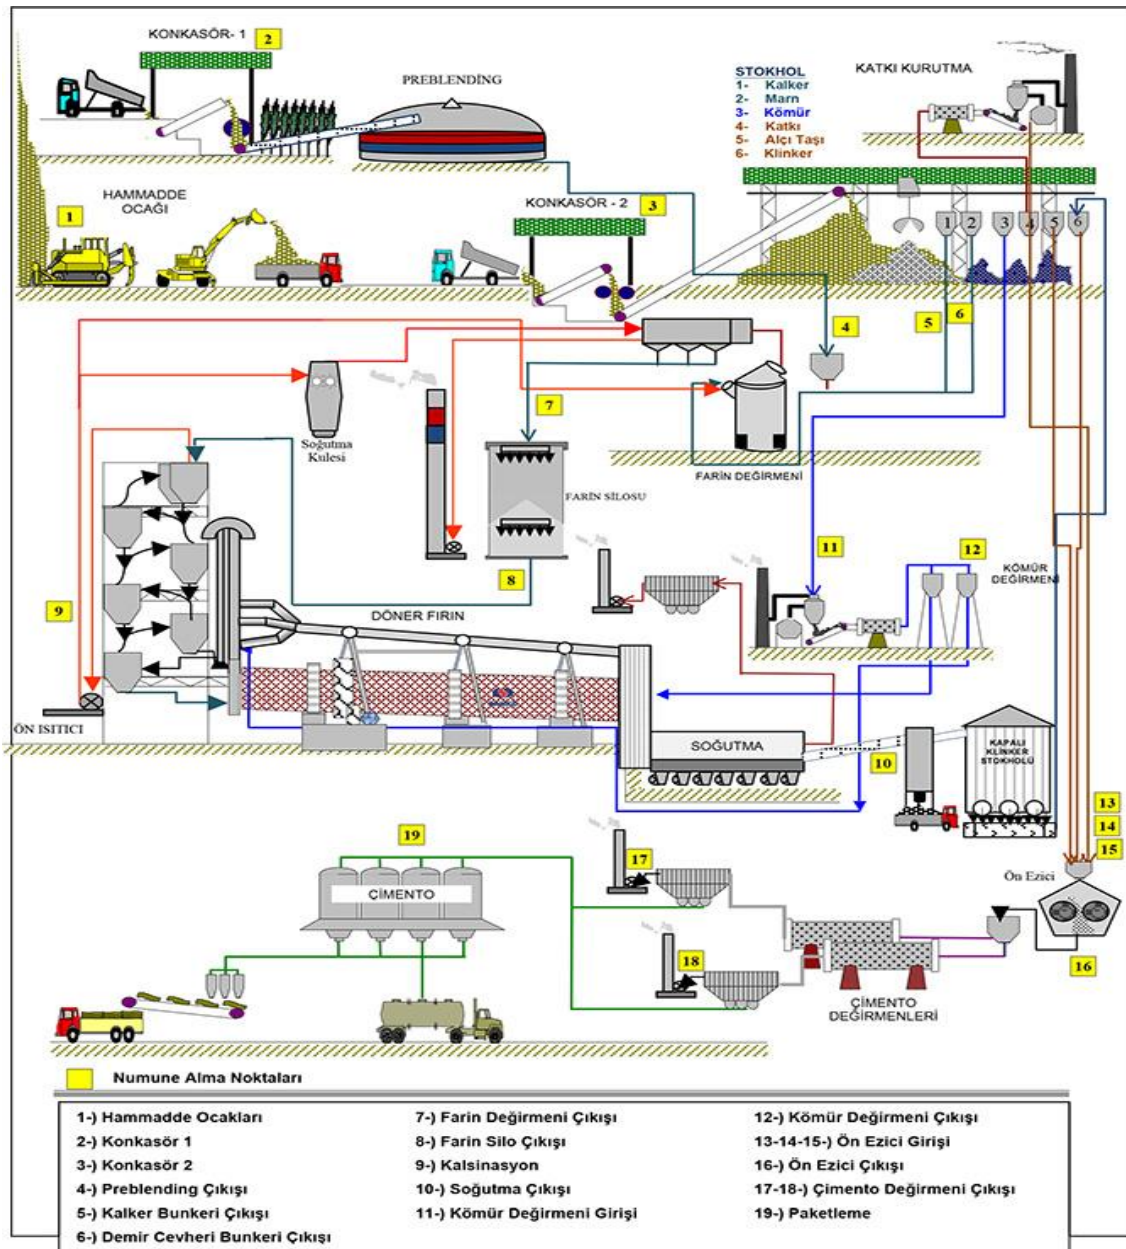 KONKASÖR- 1
2
PREBLENDİNG
STOKHOL
1- Kalker
2- Marn
3- Kömür
4- Katkı
5- Alçı Taşı
6- Klinker
KATKI KURUTMA
1
HAMMADDE
OCAĞI
KONKASÖR - 2
3
1
2
3
4
5
6
5
6
4
7
Soğutma
Kulesi
FARİN DEĞİRMENİ
FARİN SİLOSU
8
11
12
KÖMÜR
DEĞİRMENİ
9
DÖNER FIRIN
ÖN ISITICI
SOĞUTMA
10
KAPALI
KLİNKER
STOKHOLÜ
13
14
15
Ön Ezici
16
19
ÇİMENTO
17
18
ÇİMENTO
DEĞİRMENLERİ
Numune Alma Noktaları
1-) Hammadde Ocakları
2-) Konkasör 1
3-) Konkasör 2
4-) Preblending Çıkışı
5-) Kalker Bunkeri Çıkışı
6-) Demir Cevheri Bunkeri Çıkışı
7-) Farin Değirmeni Çıkışı
8-) Farin Silo Çıkışı
9-) Kalsinasyon
10-) Soğutma Çıkışı
11-) Kömür Değirmeni Girişi
12-) Kömür Değirmeni Çıkışı
13-14-15-) Ön Ezici Girişi
16-) Ön Ezici Çıkışı
17-18-) Çimento Değirmeni Çıkışı
19-) Paketleme